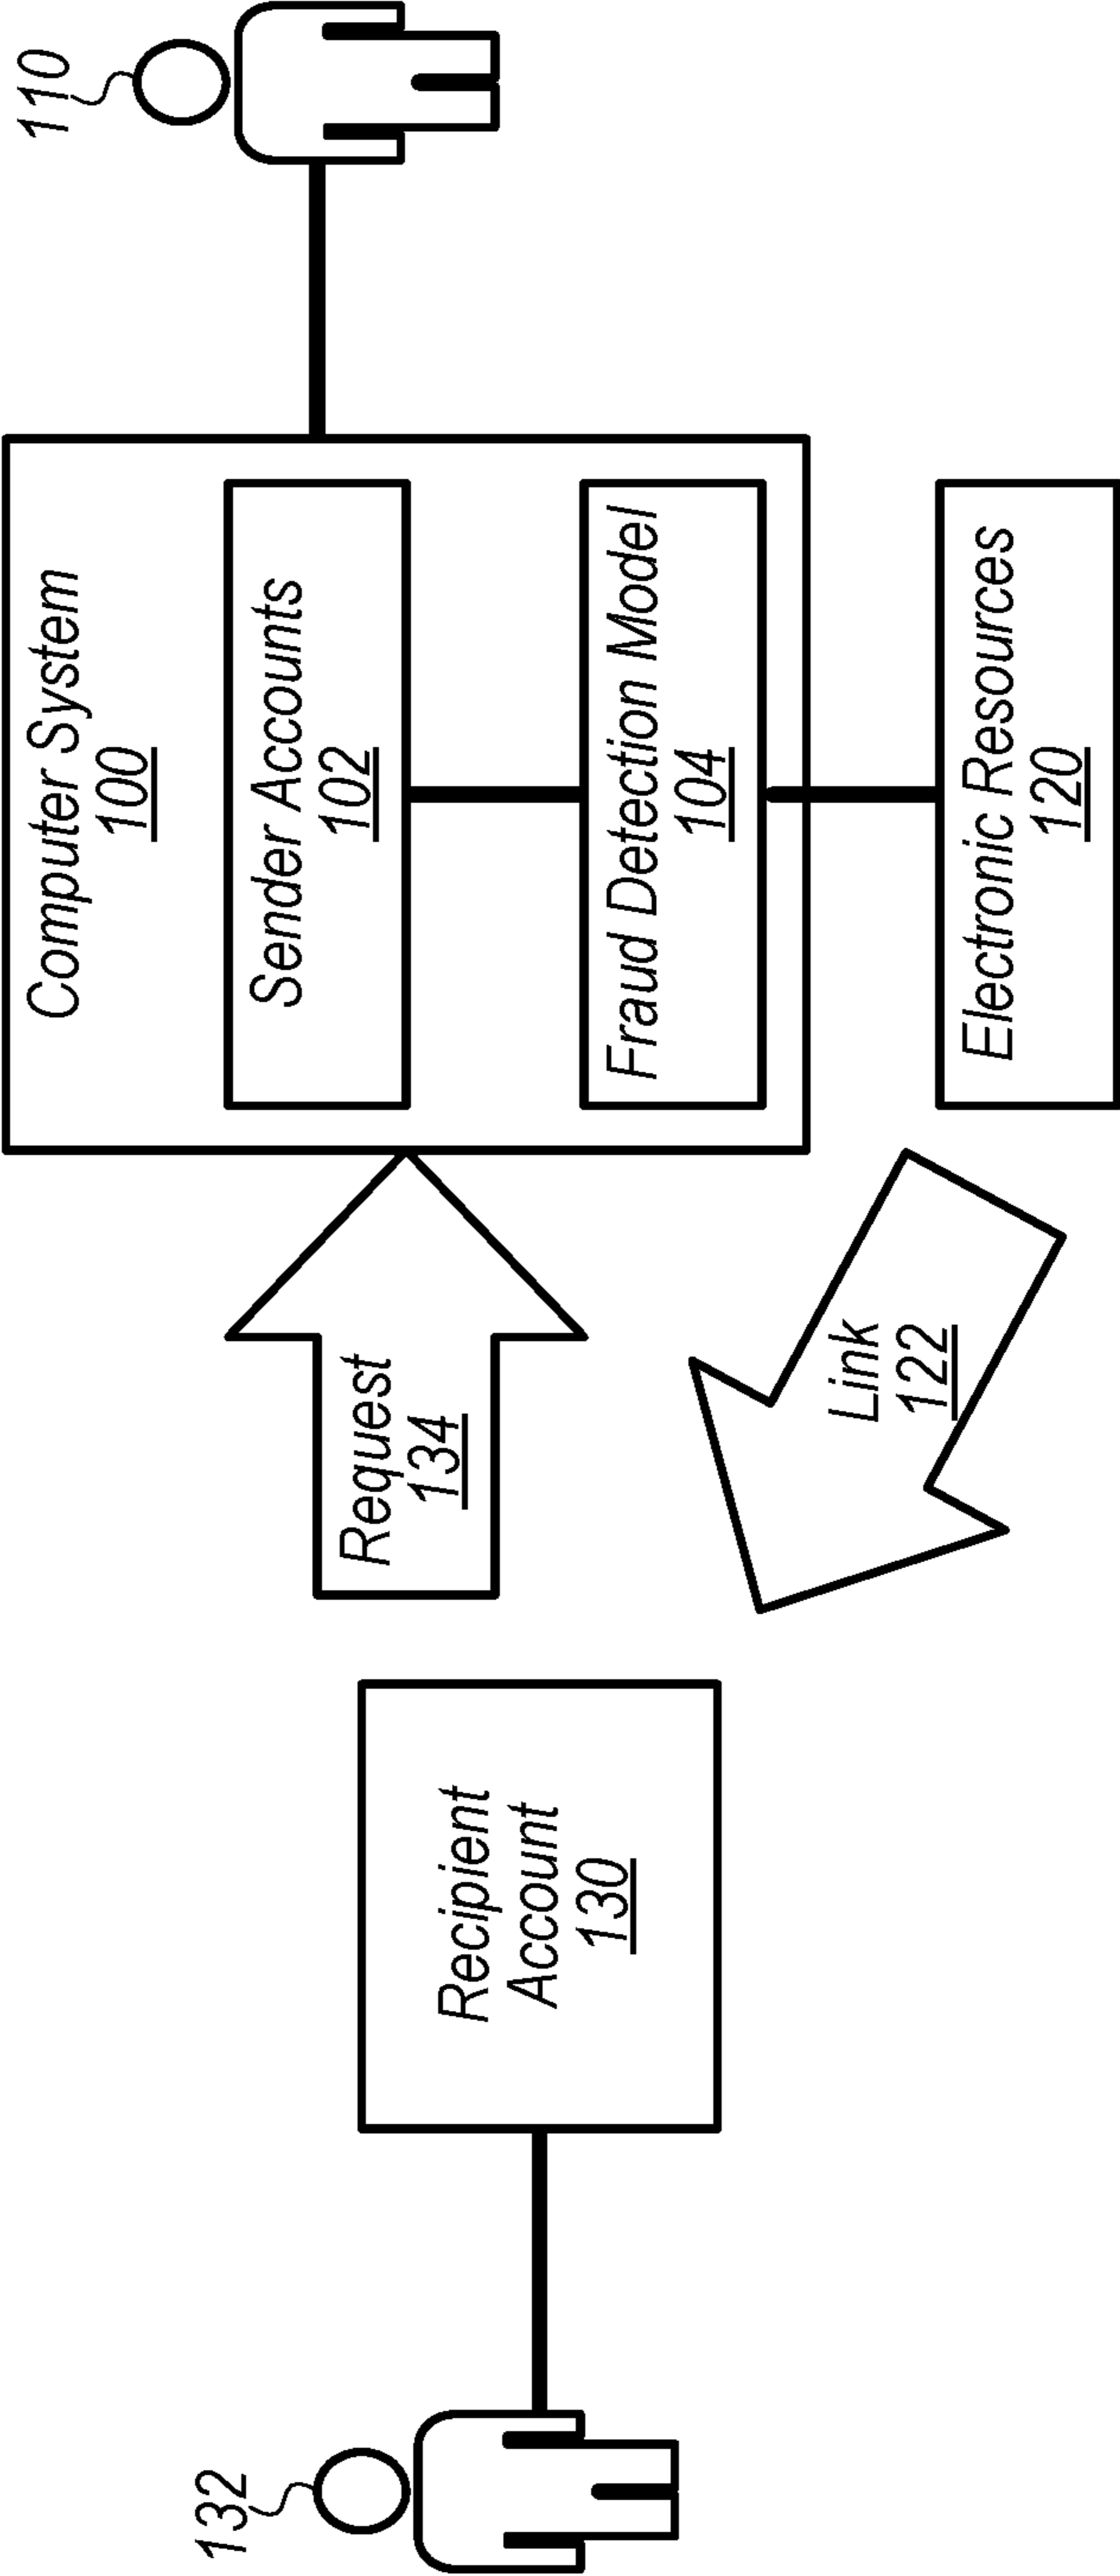 132
Recipient
Account
130
Request
134
Link
122
Computer System
100
Sender Accounts
102
Fraud Detection Model
104
Electronic Resources
120
110